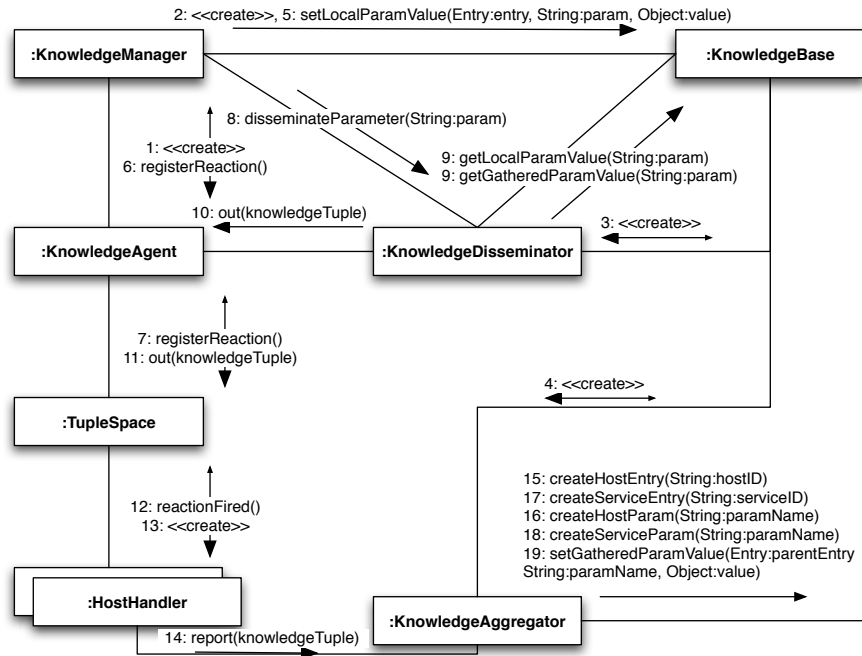 2: <<create>>, 5: setLocalParamValue(Entry:entry, String:param, Object:value)
:KnowledgeManager
:KnowledgeBase
8: disseminateParameter(String:param)
1: <<create>>
6: registerReaction()
9: getLocalParamValue(String:param)
9: getGatheredParamValue(String:param)
10: out(knowledgeTuple)
3: <<create>>
:KnowledgeAgent
:KnowledgeDisseminator
7: registerReaction()
11: out(knowledgeTuple)
4: <<create>>
:TupleSpace
15: createHostEntry(String:hostID)
17: createServiceEntry(String:serviceID)
16: createHostParam(String:paramName)
18: createServiceParam(String:paramName)
19: setGatheredParamValue(Entry:parentEntry
String:paramName, Object:value)
12: reactionFired()
13: <<create>>
:HostHandler
:KnowledgeAggregator
14: report(knowledgeTuple)